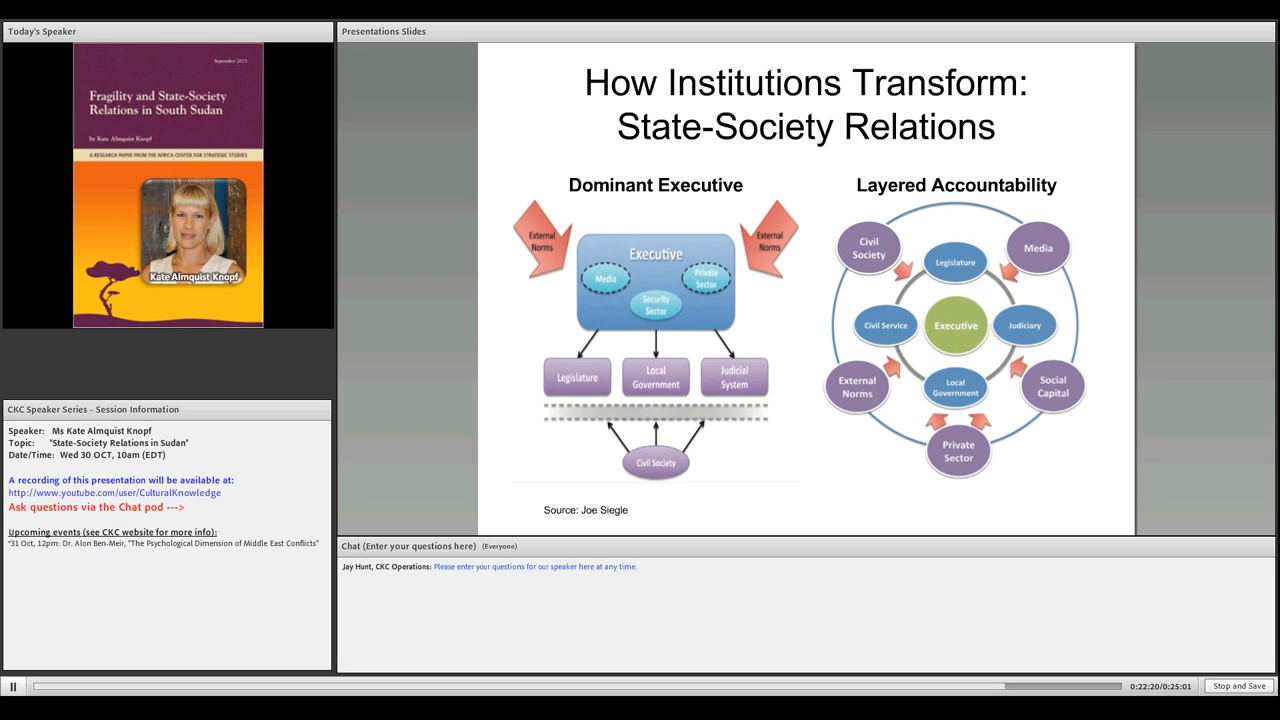 Today's Speaker
September 2013
Fragility and State-Society
Relations in South Sudan
by Kate Almquist Knopf
A RESEARCH PAPER FROM THE AFRICA CENTER FOR STRATEGIC STUDIES
Kate Almquist Knopf
CKC Speaker Series - Session Information
Speaker: Ms Kate Almquist Knopf
Topic: "State-Society Relations in Sudan"
Date/Time: Wed 30 OCT, 10am (EDT)
A recording of this presentation will be available at:
http://www.youtube.com/user/CulturalKnowledge
Ask questions via the Chat pod --->
Upcoming events (see CKC website for more info):
*31 Oct, 12pm: Dr. Alon Ben-Meir, "The Psychological Dimension of Middle East Conflicts"
Presentations Slides
How Institutions Transform:
State-Society Relations
Dominant Executive
External
Norms
External
Norms
Executive
Media
Private
Sector
Security
Sector
Legislature
Local
Government
Judicial
System
Civil Society
Layered Accountability
Civil
Society
Media
Legislature
Civil Service
Executive
Judiciary
External
Norms
Local
Government
Social
Capital
Private
Sector
Source: Joe Siegle
Chat (Enter your questions here) (Everyone)
Jay Hunt, CKC Operations: Please enter your questions for our speaker here at any time.
0:22:20/0:25:01
Stop and Save